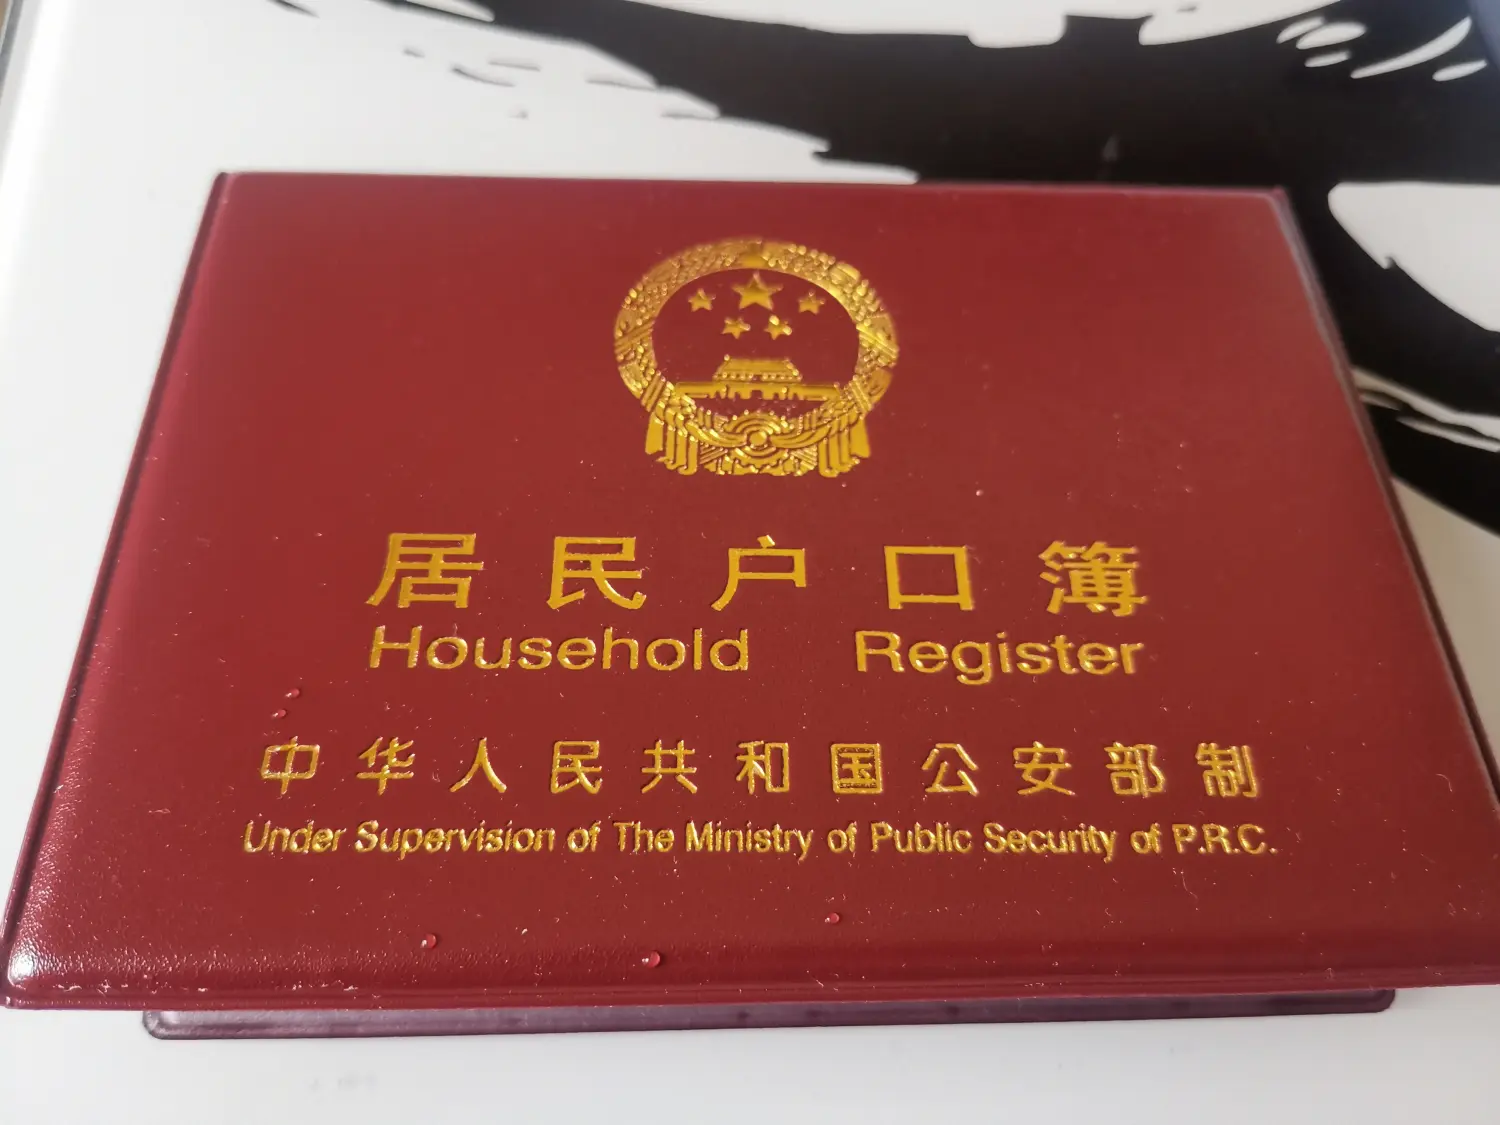 居民户口簿
Household Register
中华人民共和国公安部制
Under Supervision of The Ministry of Public Security of P.R.C.